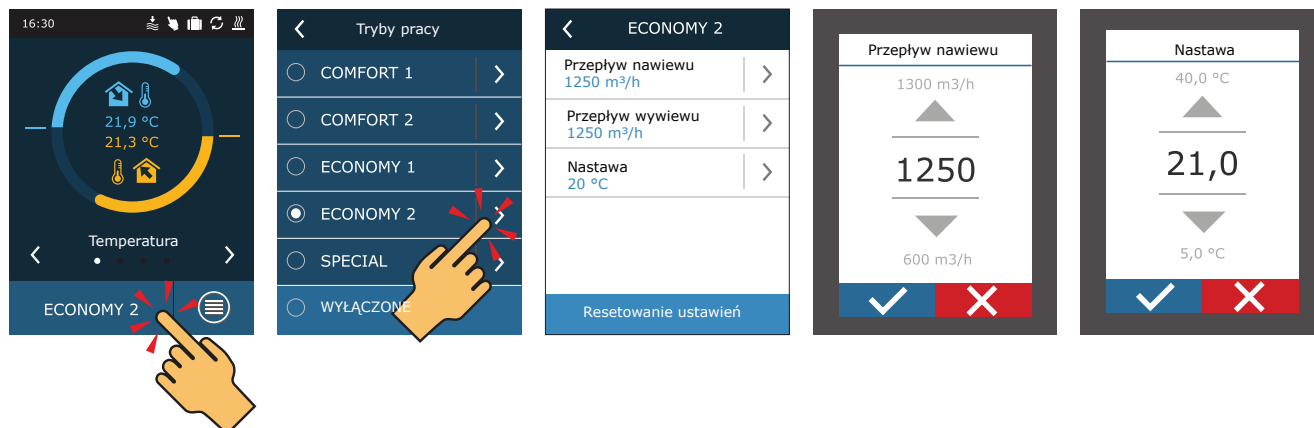 16:30
21,9 °C
21,3 °C
Temperatura
ECONOMY 2
Tryby pracy
COMFORT 1
COMFORT 2
ECONOMY 1
ECONOMY 2
SPECIAL
WYŁĄCZONE
ECONOMY 2
Przepływ nawiewu
1250 m³/h
Przepływ wywiewu
1250 m³/h
Nastawa
20 °C
Resetowanie ustawień
Przepływ nawiewu
1300 m3/h
1250
600 m3/h
Nastawa
40,0 °C
21,0
5,0 °C